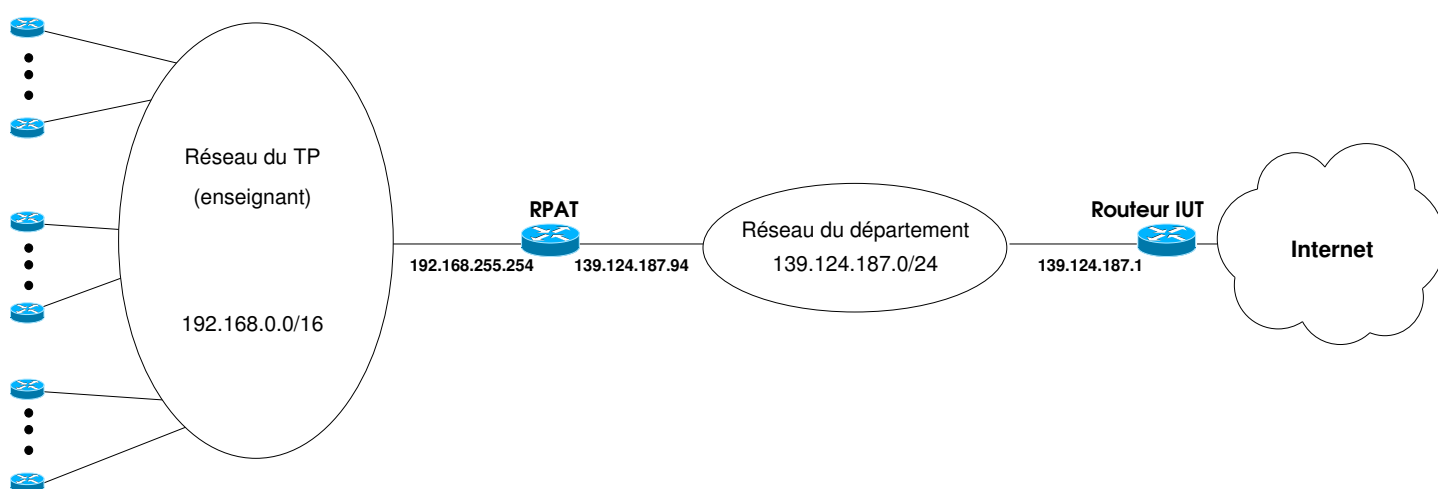 Réseau du TP
(enseignant)
192.168.0.0/16
RPAT
192.168.255.254
139.124.187.94
Réseau du département
139.124.187.0/24
Routeur IUT
139.124.187.1
Internet